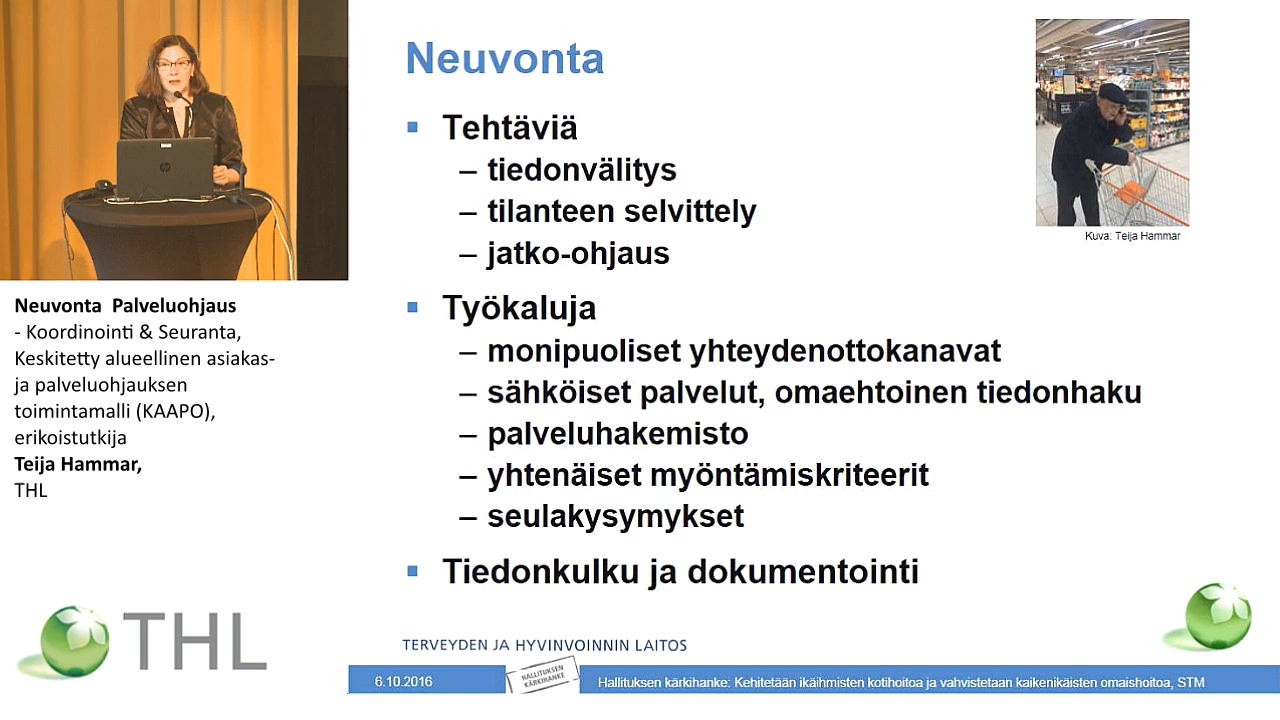 Neuvonta Palveluohjaus
- Koordinointi & Seuranta,
Keskitetty alueellinen asiakas-
ja palveluohjauksen
toimintamalli (KAAPO),
erikoistutkija
Teija Hammar,
THL
THL
Neuvonta
Tehtäviä
– tiedonvälitys
– tilanteen selvittely
– jatko-ohjaus
Kuva: Teija Hammar
Työkaluja
– monipuoliset yhteydenottokanavat
– sähköiset palvelut, omaehtoinen tiedonhaku
– palveluhakemisto
– yhtenäiset myöntämiskriteerit
– seulakysymykset
Tiedonkulku ja dokumentointi
TERVEYDEN JA HYVINVOINNIN LAITOS
6.10.2016
HALLITUKSEN
KÄRKIHANKE
Hallituksen kärkihanke: Kehitetään ikäihmisten kotihoitoa ja vahvistetaan kaikenikäisten omaishoitoa, STM